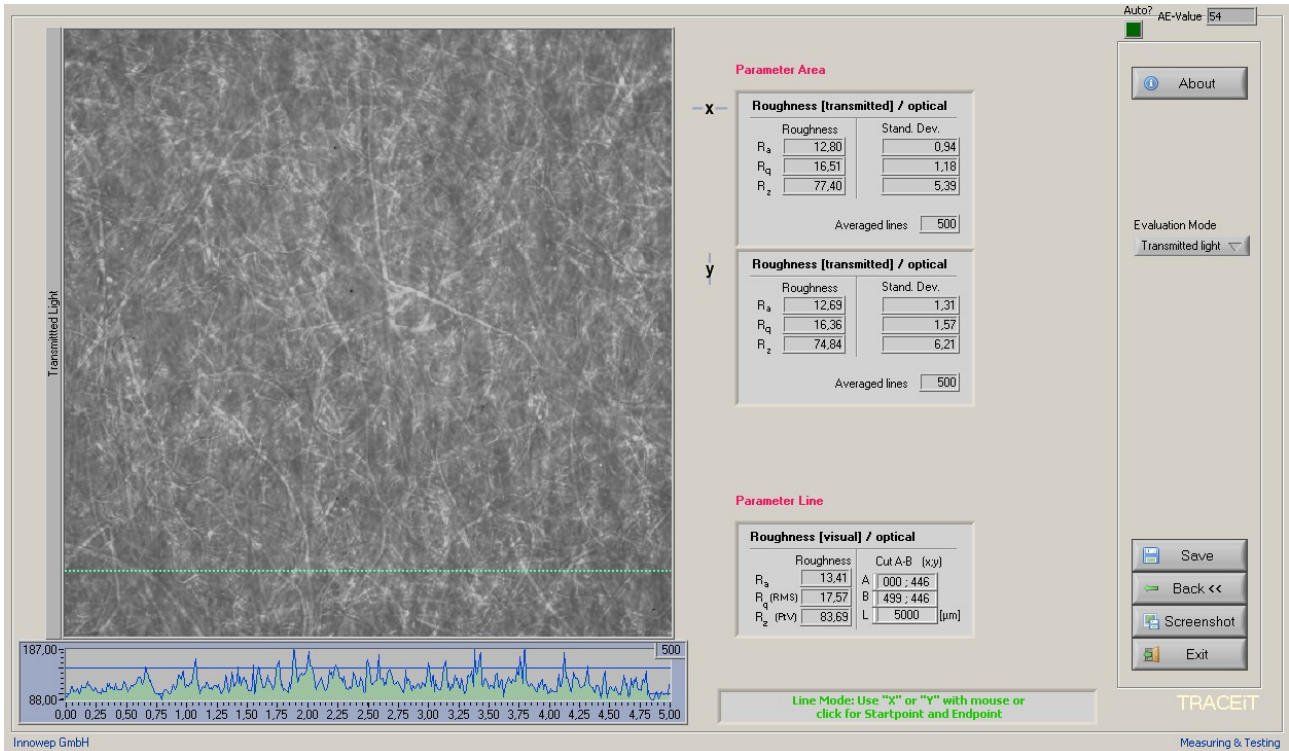 Auto? AE-Value 54
Transmitted Light
Parameter Area
x
Roughness [transmitted] / optical
Roughness Stand. Dev.
Ra 12,80 0,94
Rq 16,51 1,18
Rz 77,40 5,39
Averaged lines 500
y
Roughness [transmitted] / optical
Roughness Stand. Dev.
Ra 12,69 1,31
Rq 16,36 1,57
Rz 74,84 6,21
Averaged lines 500
Parameter Line
Roughness [visual] / optical
Roughness Cut A-B (x;y)
Ra 13,41 A 000 ; 446
Rq (RMS) 17,57 B 499 ; 446
Rz (PtV) 83,69 L 5000 [µm]
187,00
500
88,00
0,00 0,25 0,50 0,75 1,00 1,25 1,50 1,75 2,00 2,25 2,50 2,75 3,00 3,25 3,50 3,75 4,00 4,25 4,50 4,75 5,00
Line Mode: Use "X" or "Y" with mouse or
click for Startpoint and Endpoint
About
Evaluation Mode
Transmitted light
Save
Back <<
Screenshot
Exit
TRACEiT
Innowep GmbH
Measuring & Testing